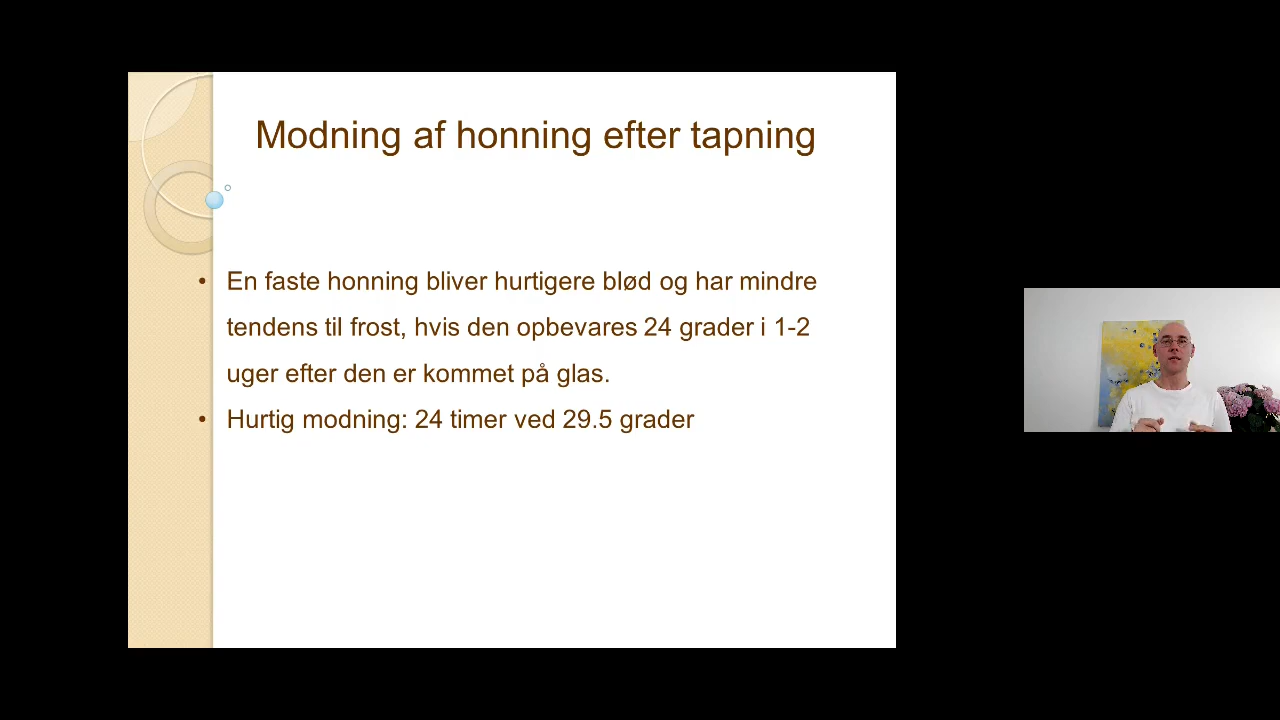 Modning af honning efter tapning
• En faste honning bliver hurtigere blød og har mindre
tendens til frost, hvis den opbevares 24 grader i 1-2
uger efter den er kommet på glas.
• Hurtig modning: 24 timer ved 29.5 grader